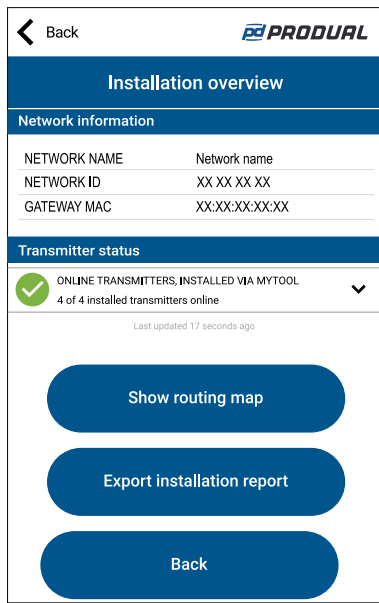 Back
pd PRODUAL
Installation overview
Network information
NETWORK NAME Network name
NETWORK ID XX XX XX XX
GATEWAY MAC XX:XX:XX:XX:XX
Transmitter status
ONLINE TRANSMITTERS, INSTALLED VIA MYTOOL
4 of 4 installed transmitters online
Last updated 17 seconds ago
Show routing map
Export installation report
Back